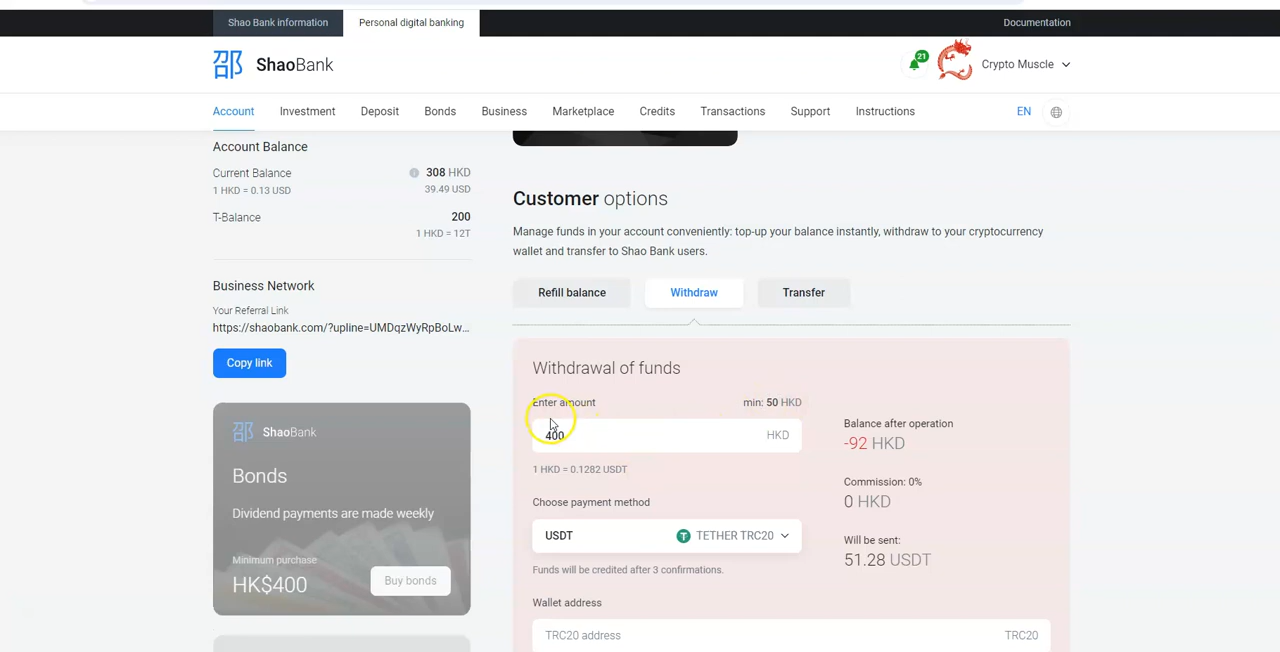 Shao Bank information
Personal digital banking
Documentation
邵 ShaoBank
21
Crypto Muscle
Account Investment Deposit Bonds Business Marketplace Credits Transactions Support Instructions
EN
Account Balance
Current Balance 308 HKD
1 HKD = 0.13 USD 39.49 USD
T-Balance 200
1 HKD = 12T
Business Network
Your Referral Link
https://shaobank.com/?upline=UMDqzWyRpBoLw...
Copy link
邵 ShaoBank
Bonds
Dividend payments are made weekly
Minimum purchase
HK$400
Buy bonds
Customer options
Manage funds in your account conveniently: top-up your balance instantly, withdraw to your cryptocurrency
wallet and transfer to Shao Bank users.
Refill balance Withdraw Transfer
Withdrawal of funds
Enter amount min: 50 HKD
400 HKD
1 HKD = 0.1282 USDT
Choose payment method
USDT TETHER TRC20
Funds will be credited after 3 confirmations.
Wallet address
TRC20 address TRC20
Balance after operation
-92 HKD
Commission: 0%
0 HKD
Will be sent:
51.28 USDT